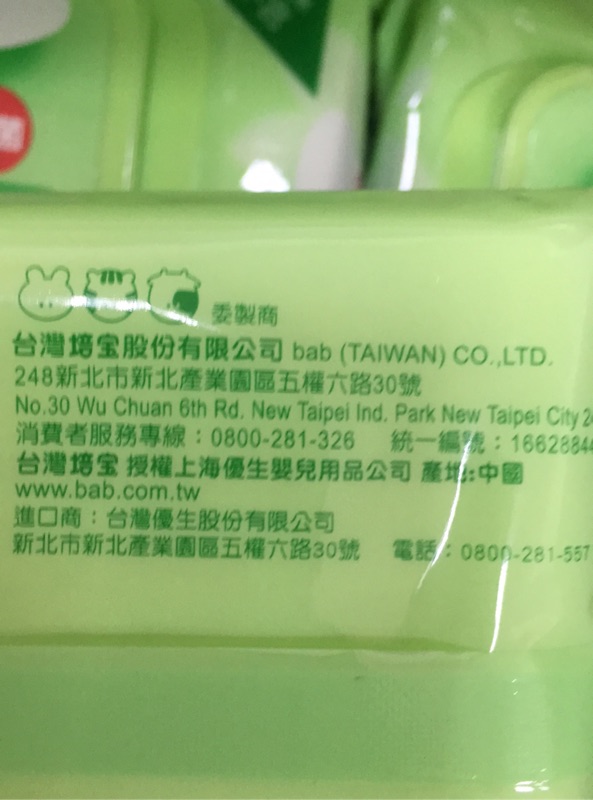 委製商
台灣培宝股份有限公司 bab (TAIWAN) CO.,LTD.
248新北市新北產業園區五權六路30號
No.30 Wu Chuan 6th Rd. New Taipei Ind. Park New Taipei City 2
消費者服務專線：0800-281-326 統一編號：16628844
台灣培宝 授權上海優生嬰兒用品公司 產地:中國
www.bab.com.tw
進口商：台灣優生股份有限公司
新北市新北產業園區五權六路30號 電話：0800-281-557